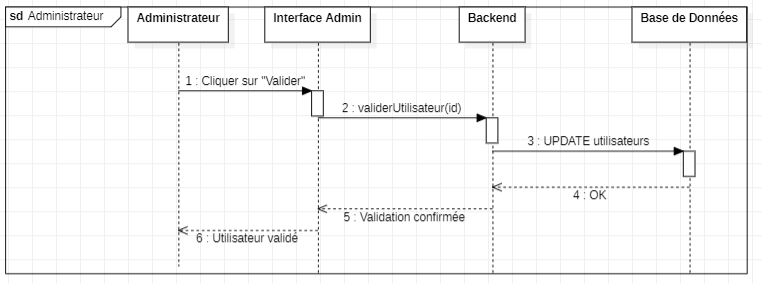 sd Administrateur
Administrateur
Interface Admin
Backend
Base de Données
1 : Cliquer sur "Valider"
2 : validerUtilisateur(id)
3 : UPDATE utilisateurs
4 : OK
5 : Validation confirmée
6 : Utilisateur validé